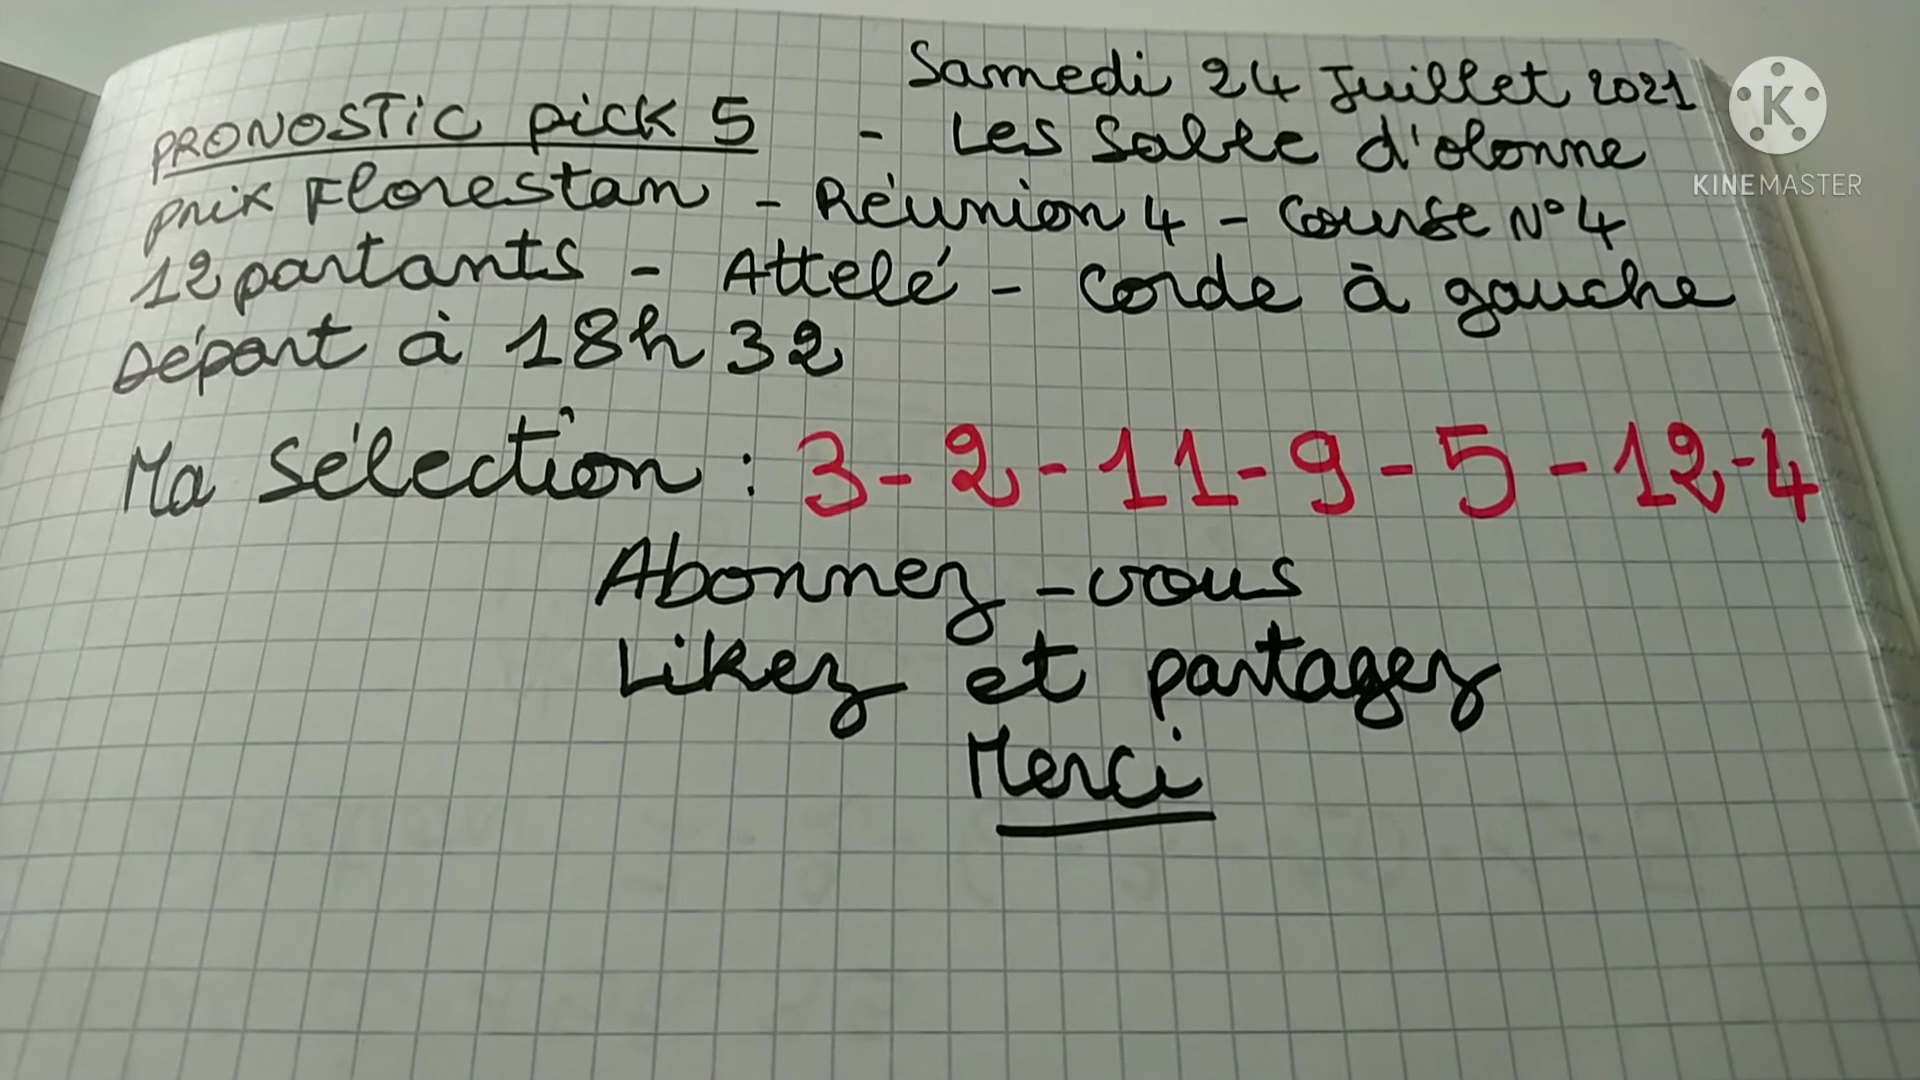 Samedi 24 Juillet 2021
PRONOSTIC pick 5 - Les Sable d'olonne
prix Florestan - Réunion 4 - Course N°4
12 partants - Attelé - Corde à gauche
Départ à 18h32
Ma Sélection : 3 - 2 - 11 - 9 - 5 - 12 - 4
Abonnez-vous
Likez et partagez
Merci
K
KINEMASTER